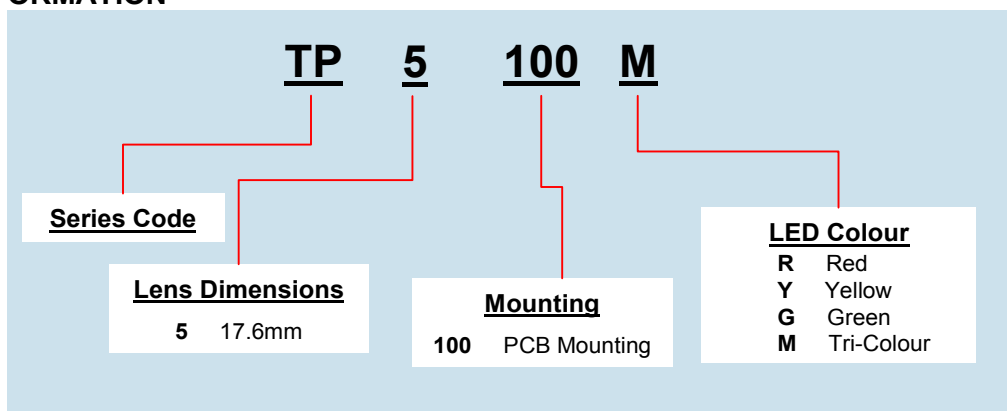 ORMATION
TP 5 100 M
Series Code
Lens Dimensions
5 17.6mm
Mounting
100 PCB Mounting
LED Colour
R Red
Y Yellow
G Green
M Tri-Colour